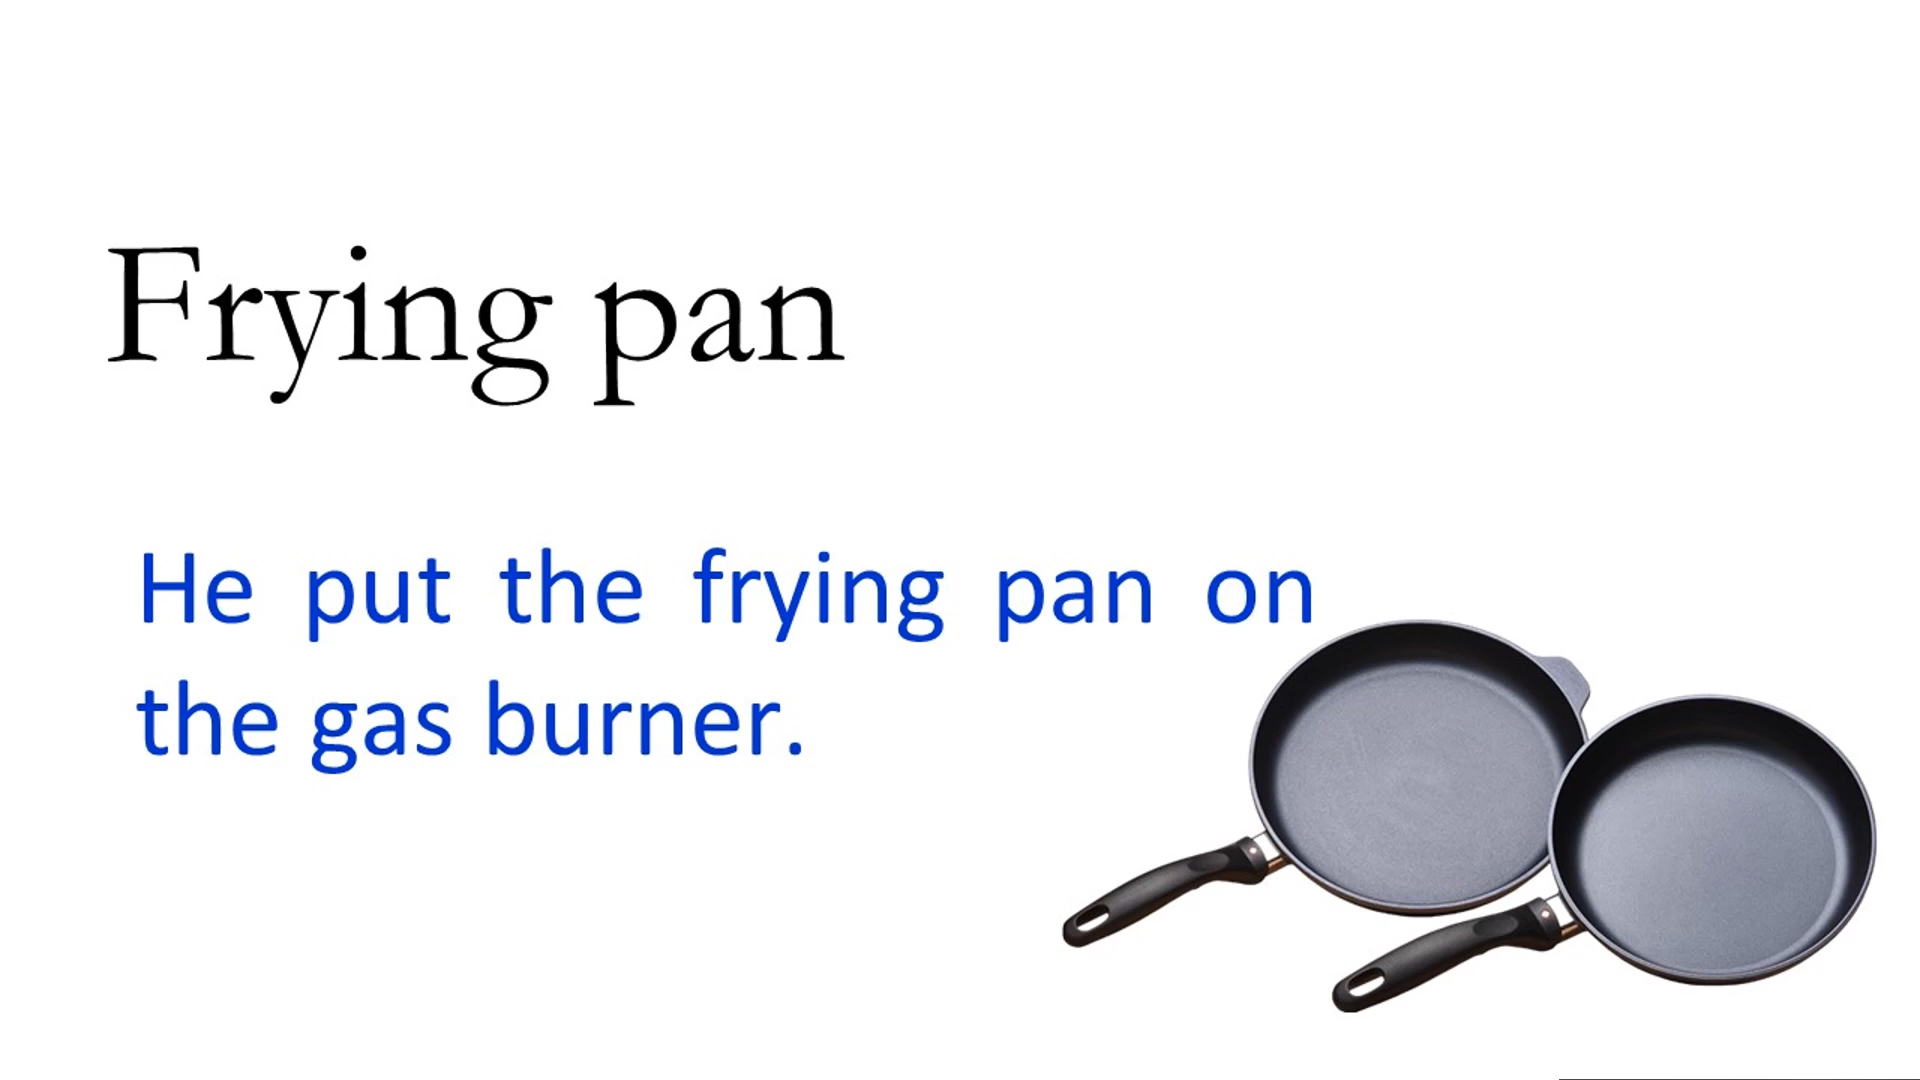 Frying pan
He put the frying pan on
the gas burner.